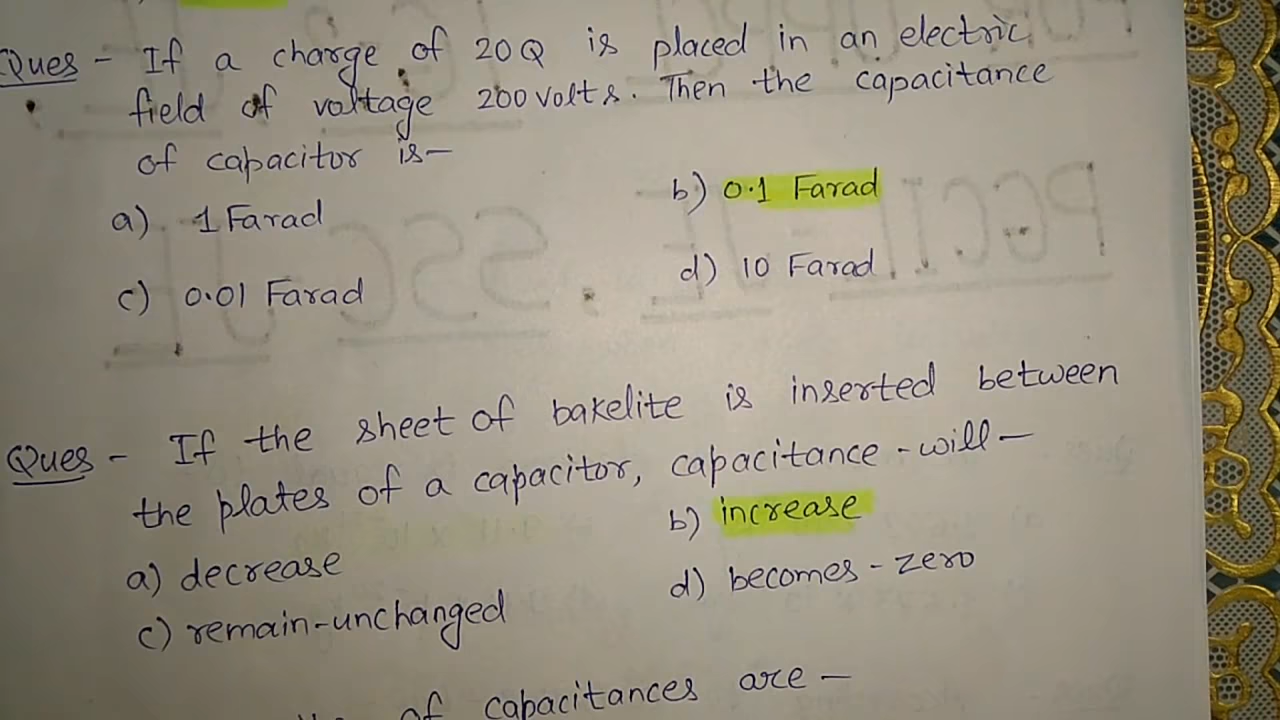 Ques - If a charge of 20Q is placed in an electric
field of voltage 200 volts. Then the capacitance
of capacitor is-
a) 1 Farad
b) 0.1 Farad
c) 0.01 Farad
d) 10 Farad
Ques - If the sheet of bakelite is inserted between
the plates of a capacitor, capacitance - will -
a) decrease
b) increase
c) remain-unchanged
d) becomes - zero
of capacitances are -